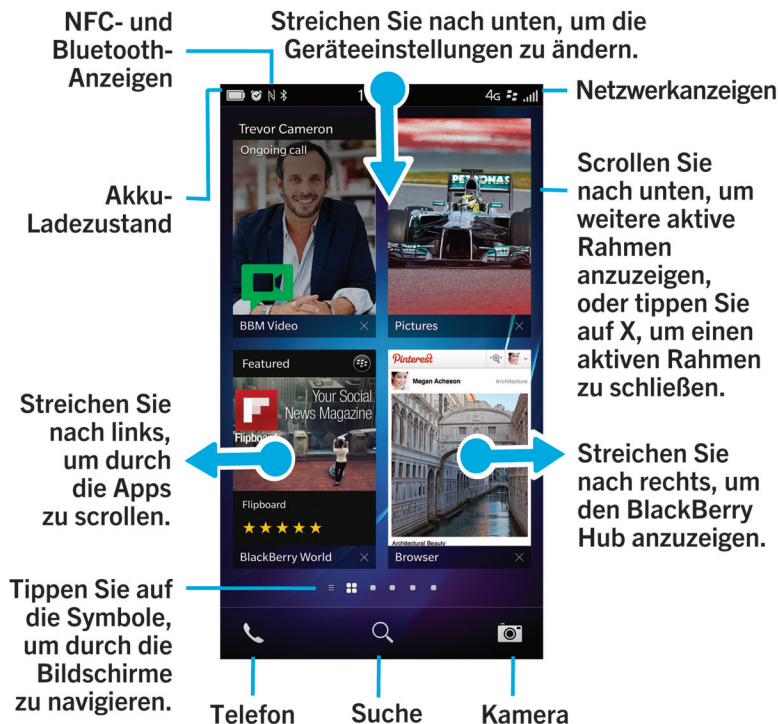 NFC- und
Bluetooth-
Anzeigen
Streichen Sie nach unten, um die
Geräteeinstellungen zu ändern.
Netzwerkanzeigen
Akku-
Ladezustand
1
4G
Trevor Cameron
Ongoing call
PETRONAS
BBM Video
Pictures
Scrollen Sie
nach unten, um
weitere aktive
Rahmen
anzuzeigen,
oder tippen Sie
auf X, um einen
aktiven Rahmen
zu schließen.
Featured
Your Social
News Magazine
Flipboard
Flipboard
BlackBerry World
Pinterest
Megan Acheson
Architecture
Architectural Beauty
Browser
Streichen Sie
nach links,
um durch
die Apps
zu scrollen.
Streichen Sie
nach rechts, um
den BlackBerry
Hub anzuzeigen.
Tippen Sie auf
die Symbole,
um durch die
Bildschirme
zu navigieren.
Telefon
Suche
Kamera